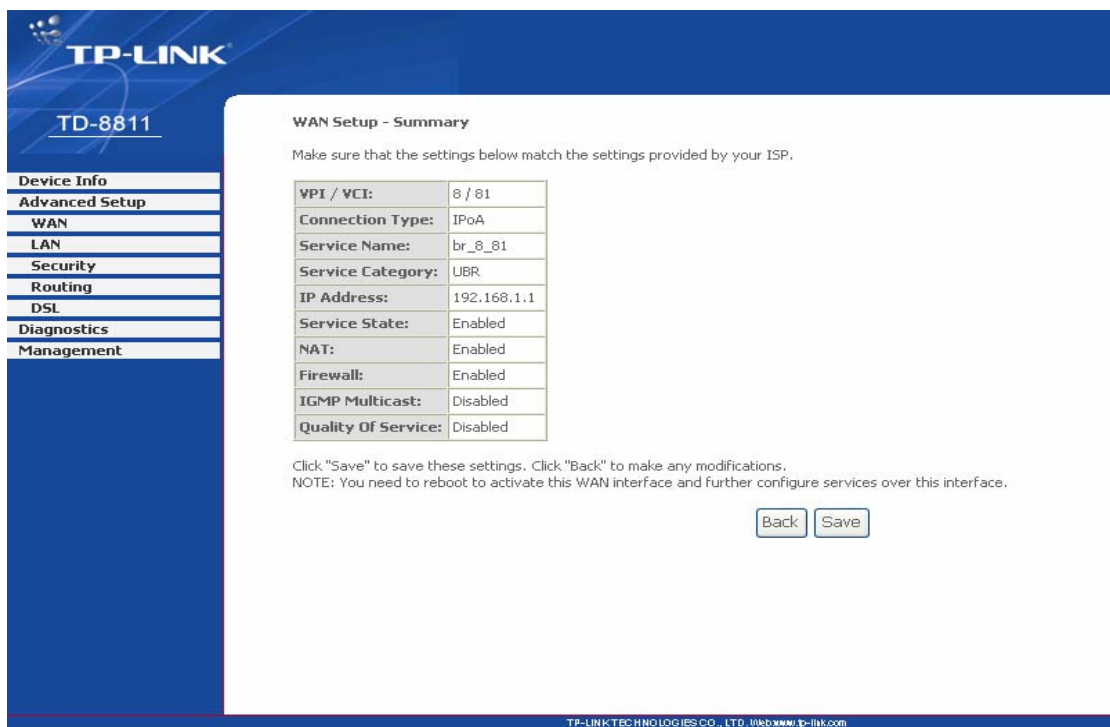 TP-LINK
TD-8811
Device Info
Advanced Setup
WAN
LAN
Security
Routing
DSL
Diagnostics
Management
WAN Setup - Summary
Make sure that the settings below match the settings provided by your ISP.
VPI / VCI: 8 / 81
Connection Type: IPoA
Service Name: br_8_81
Service Category: UBR
IP Address: 192.168.1.1
Service State: Enabled
NAT: Enabled
Firewall: Enabled
IGMP Multicast: Disabled
Quality Of Service: Disabled
Click "Save" to save these settings. Click "Back" to make any modifications.
NOTE: You need to reboot to activate this WAN interface and further configure services over this interface.
Back Save
TP-LINK TECHNOLOGIES CO., LTD. Web:www.tp-link.com